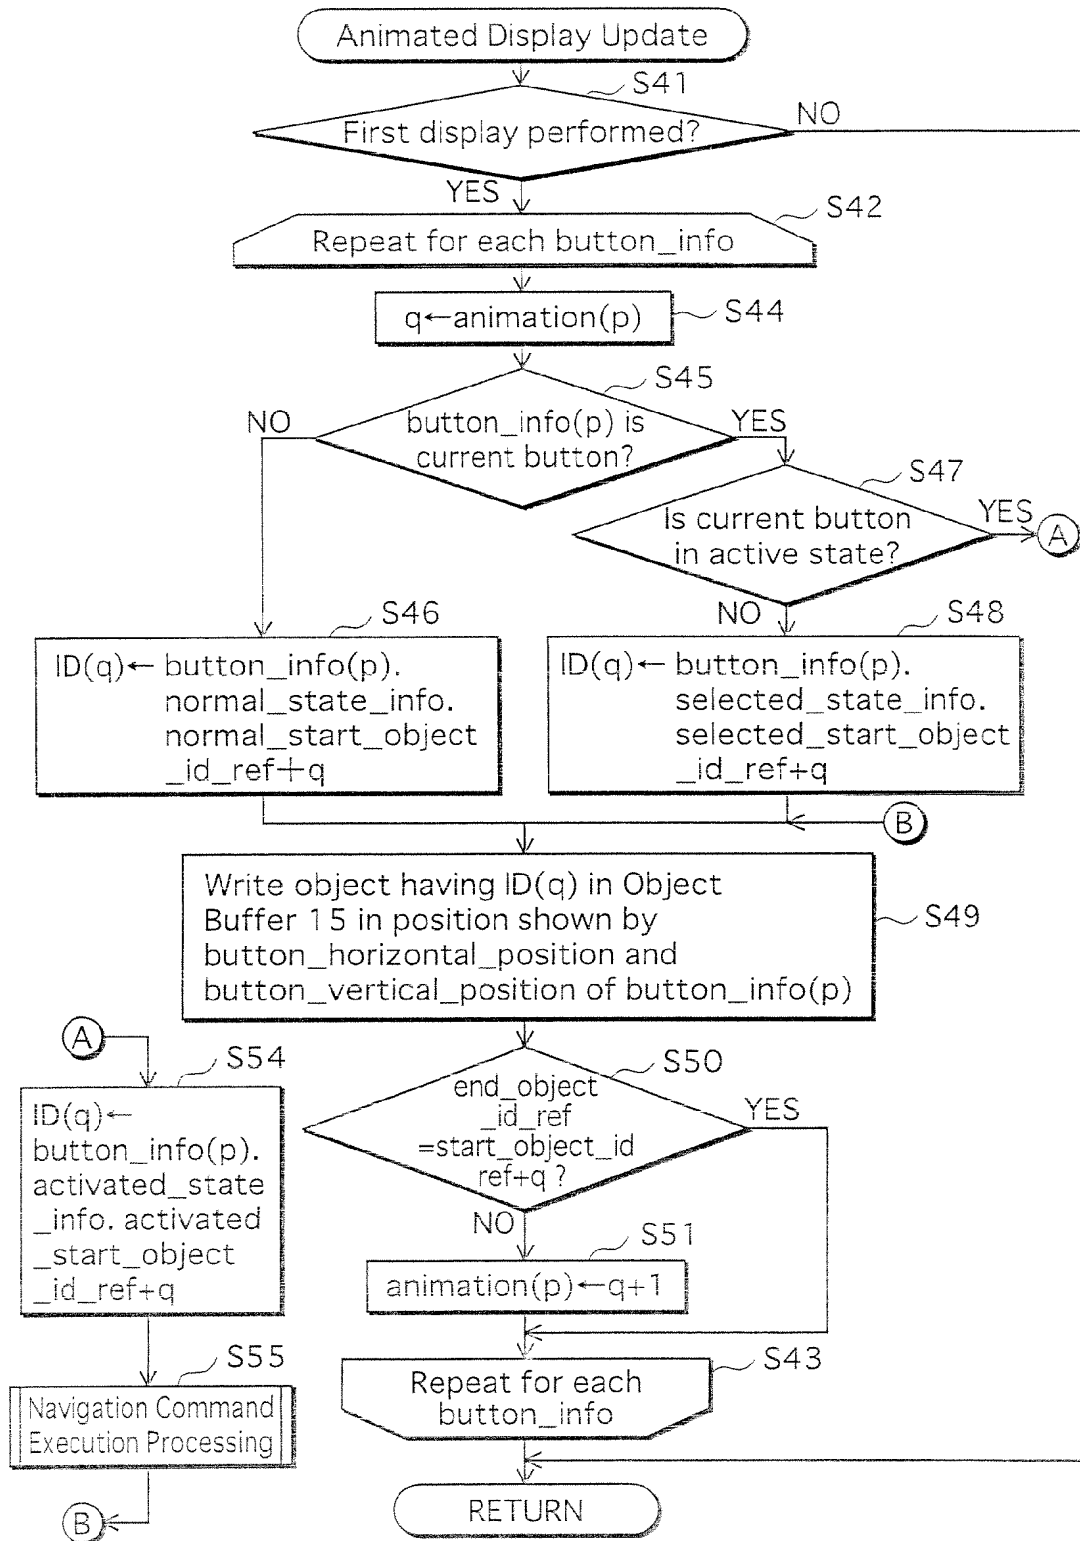 Animated Display Update
S41
First display performed?
NO
YES
S42
Repeat for each button_info
q←animation(p)
S44
S45
button_info(p) is
current button?
NO
YES
S47
Is current button
in active state?
YES
A
NO
S46
ID(q)← button_info(p).
normal_state_info.
normal_start_object
_id_ref+q
S48
ID(q)← button_info(p).
selected_state_info.
selected_start_object
_id_ref+q
B
Write object having ID(q) in Object
Buffer 15 in position shown by
button_horizontal_position and
button_vertical_position of button_info(p)
S49
A
S54
ID(q)←
button_info(p).
activated_state
_info. activated
_start_object
_id_ref+q
S55
Navigation Command
Execution Processing
B
S50
end_object
_id_ref
=start_object_id
ref+q ?
YES
NO
S51
animation(p)←q+1
S43
Repeat for each
button_info
RETURN